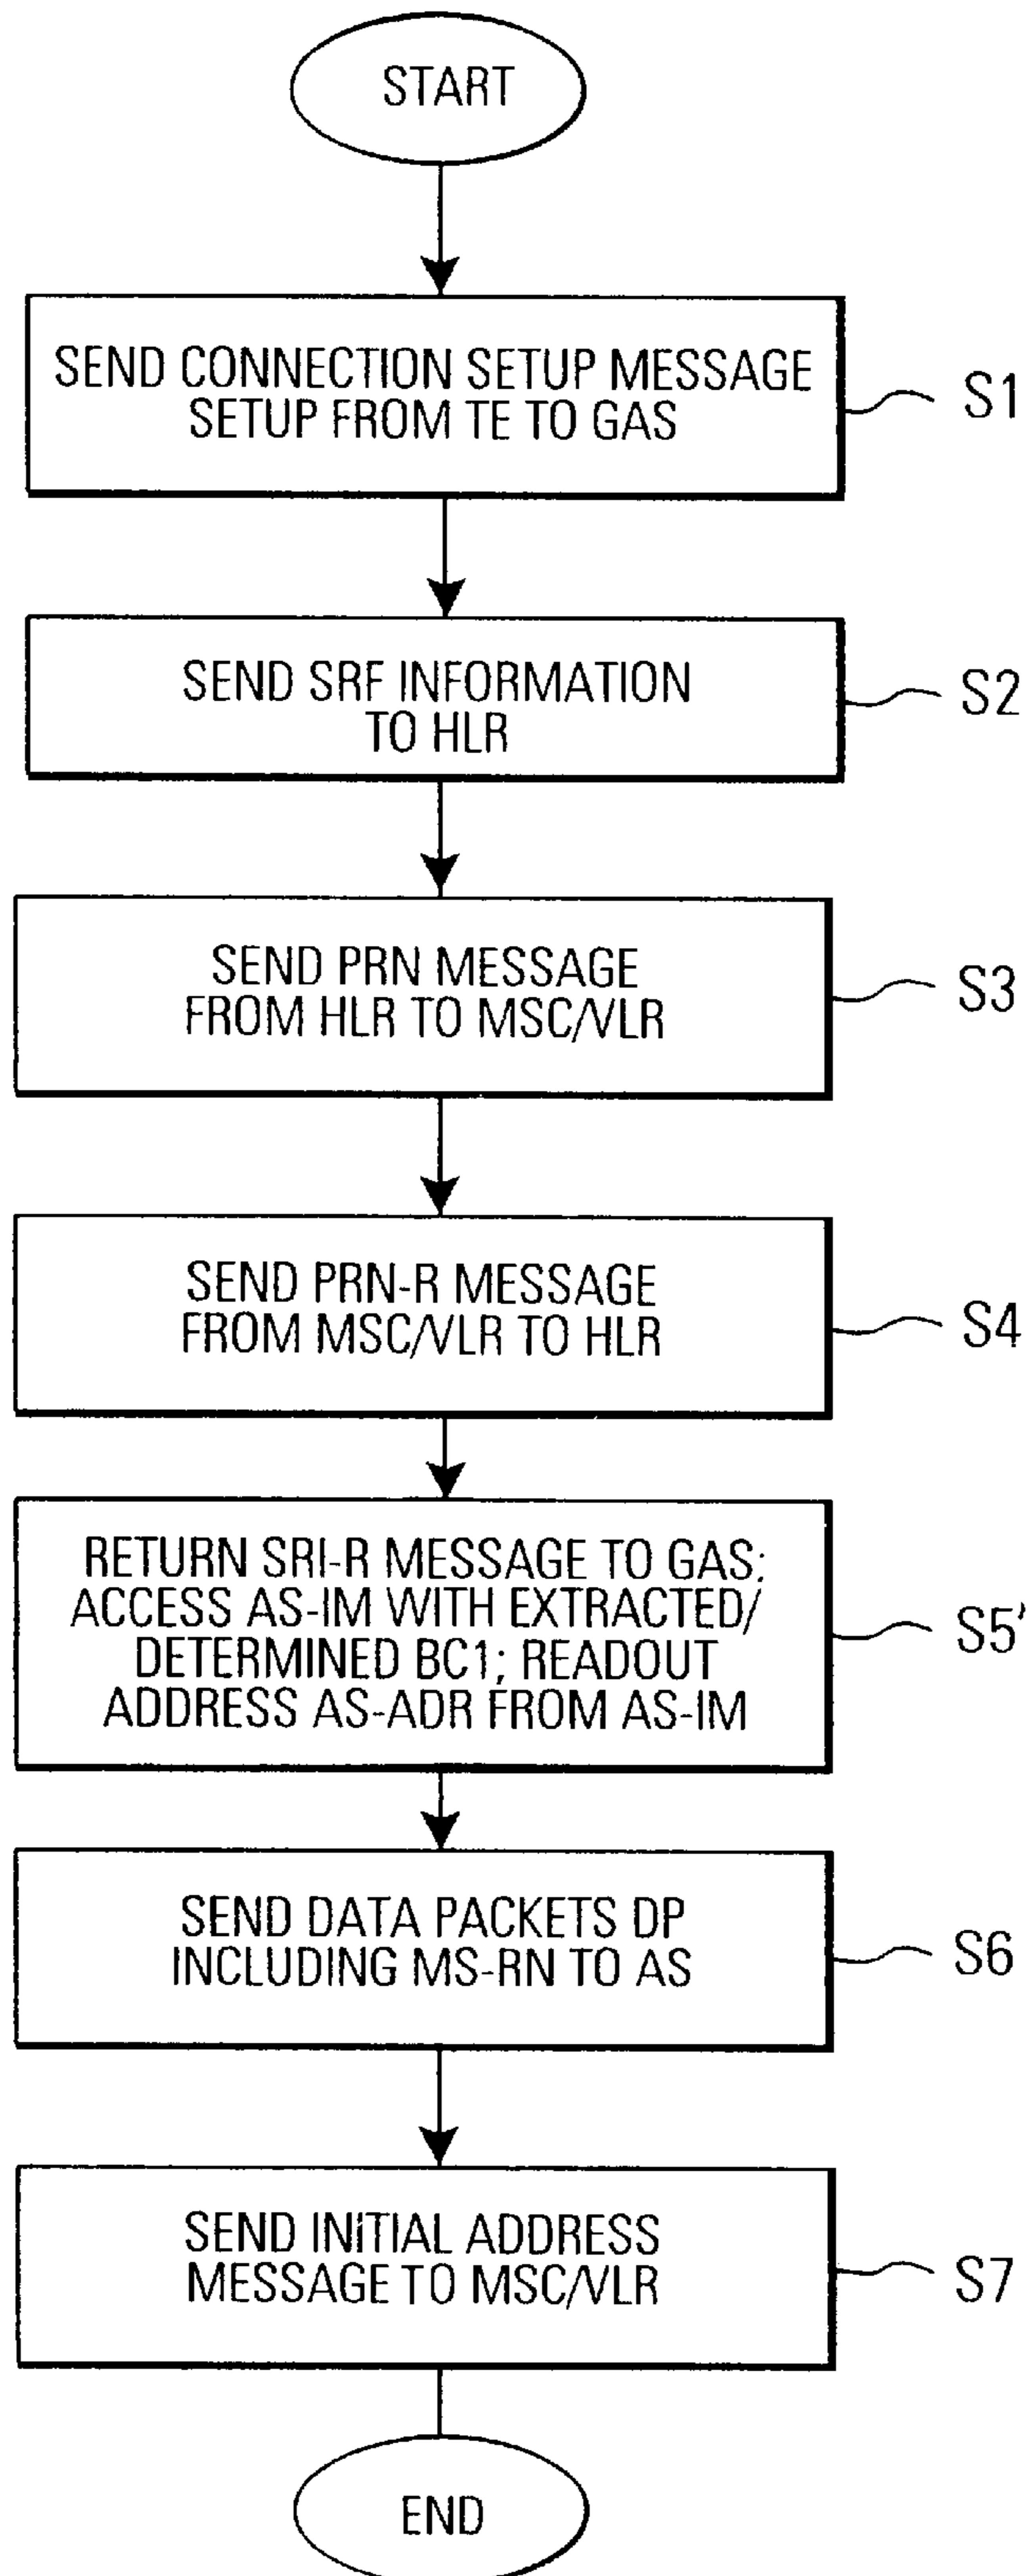 START
SEND CONNECTION SETUP MESSAGE
SETUP FROM TE TO GAS
S1
SEND SRF INFORMATION
TO HLR
S2
SEND PRN MESSAGE
FROM HLR TO MSC/VLR
S3
SEND PRN-R MESSAGE
FROM MSC/VLR TO HLR
S4
RETURN SRI-R MESSAGE TO GAS;
ACCESS AS-IM WITH EXTRACTED/
DETERMINED BC1; READOUT
ADDRESS AS-ADR FROM AS-IM
S5'
SEND DATA PACKETS DP
INCLUDING MS-RN TO AS
S6
SEND INITIAL ADDRESS
MESSAGE TO MSC/VLR
S7
END